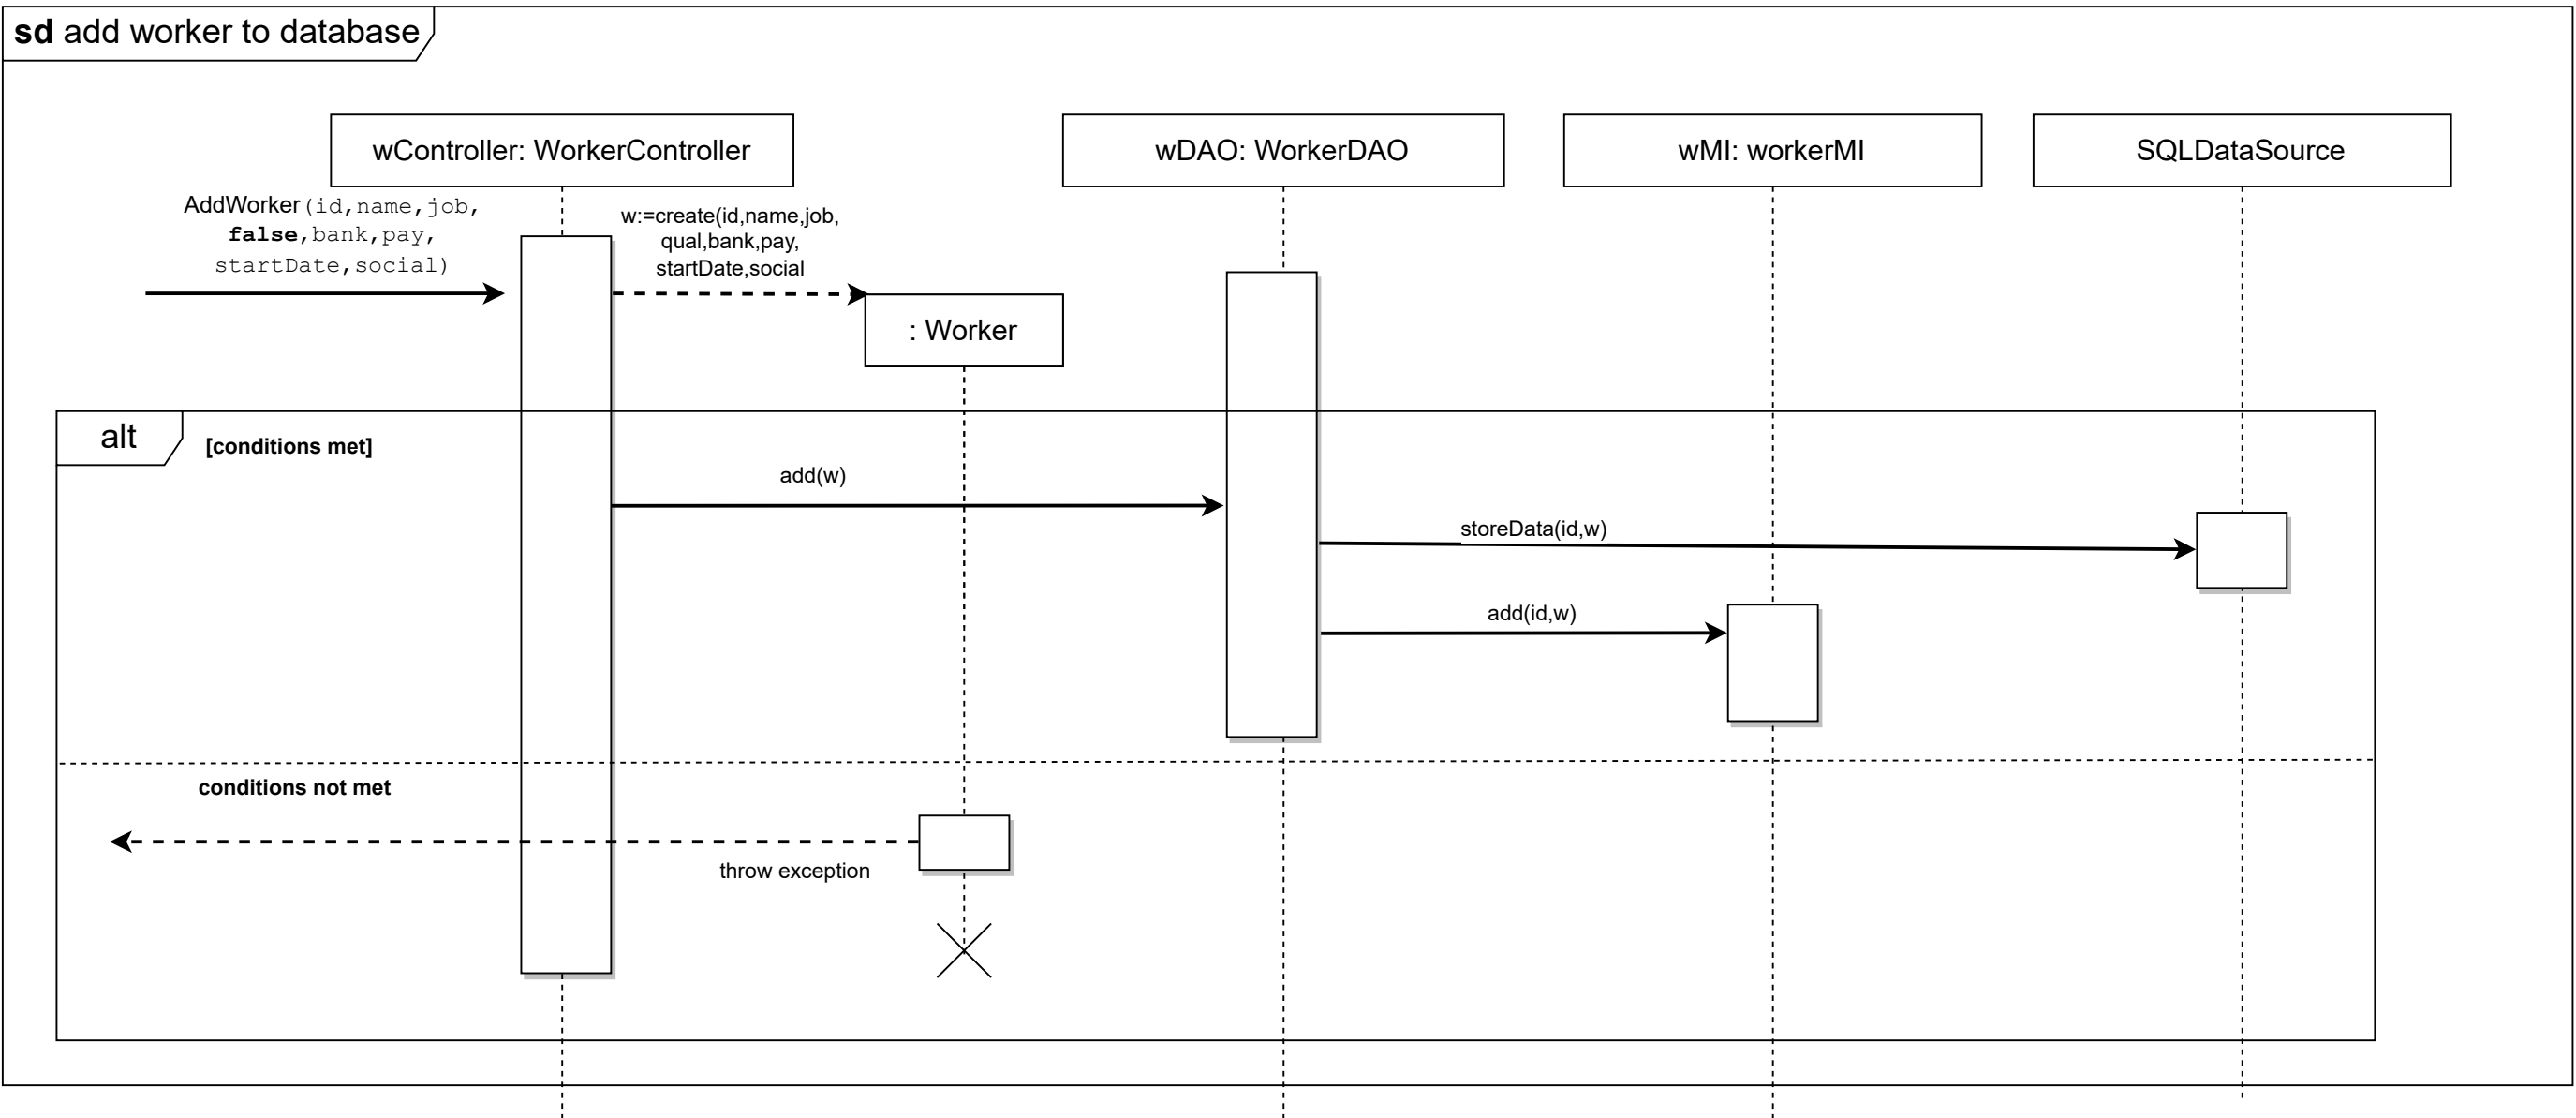 sd add worker to database
wController: WorkerController
wDAO: WorkerDAO
wMI: workerMI
SQLDataSource
AddWorker(id,name,job,
false,bank,pay,
startDate,social)
w:=create(id,name,job,
qual,bank,pay,
startDate,social
: Worker
alt
[conditions met]
add(w)
storeData(id,w)
add(id,w)
conditions not met
throw exception